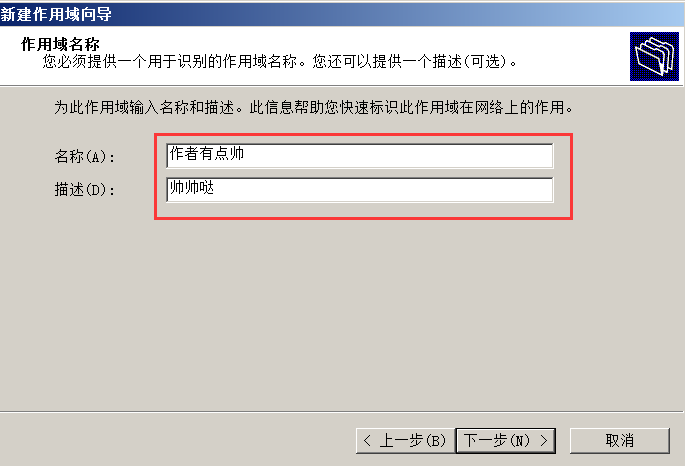 新建作用域向导
作用域名称
您必须提供一个用于识别的作用域名称。您还可以提供一个描述(可选)。
为此作用域输入名称和描述。此信息帮助您快速标识此作用域在网络上的作用。
名称(A):
作者有点帅
描述(D):
帅帅哒
< 上一步(B) 下一步(N) > 取消